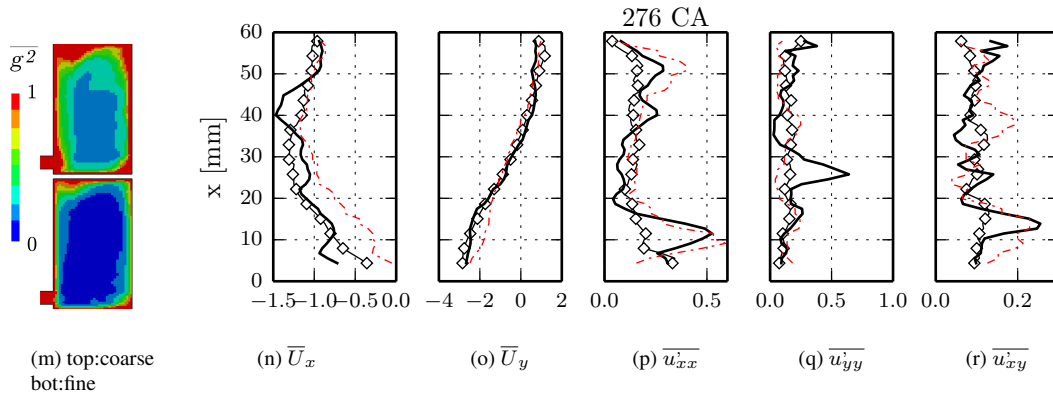 276 CA
g²
1
0
x [mm]
60
50
40
30
20
10
0
−1.5 −1.0 −0.5 0.0
−4 −2 0 2
0.0 0.5
0.0 0.5 1.0
0.0 0.2
(m) top:coarse
bot:fine
(n) U̅x
(o) U̅y
(p) u'xx
(q) u'yy
(r) u'xy